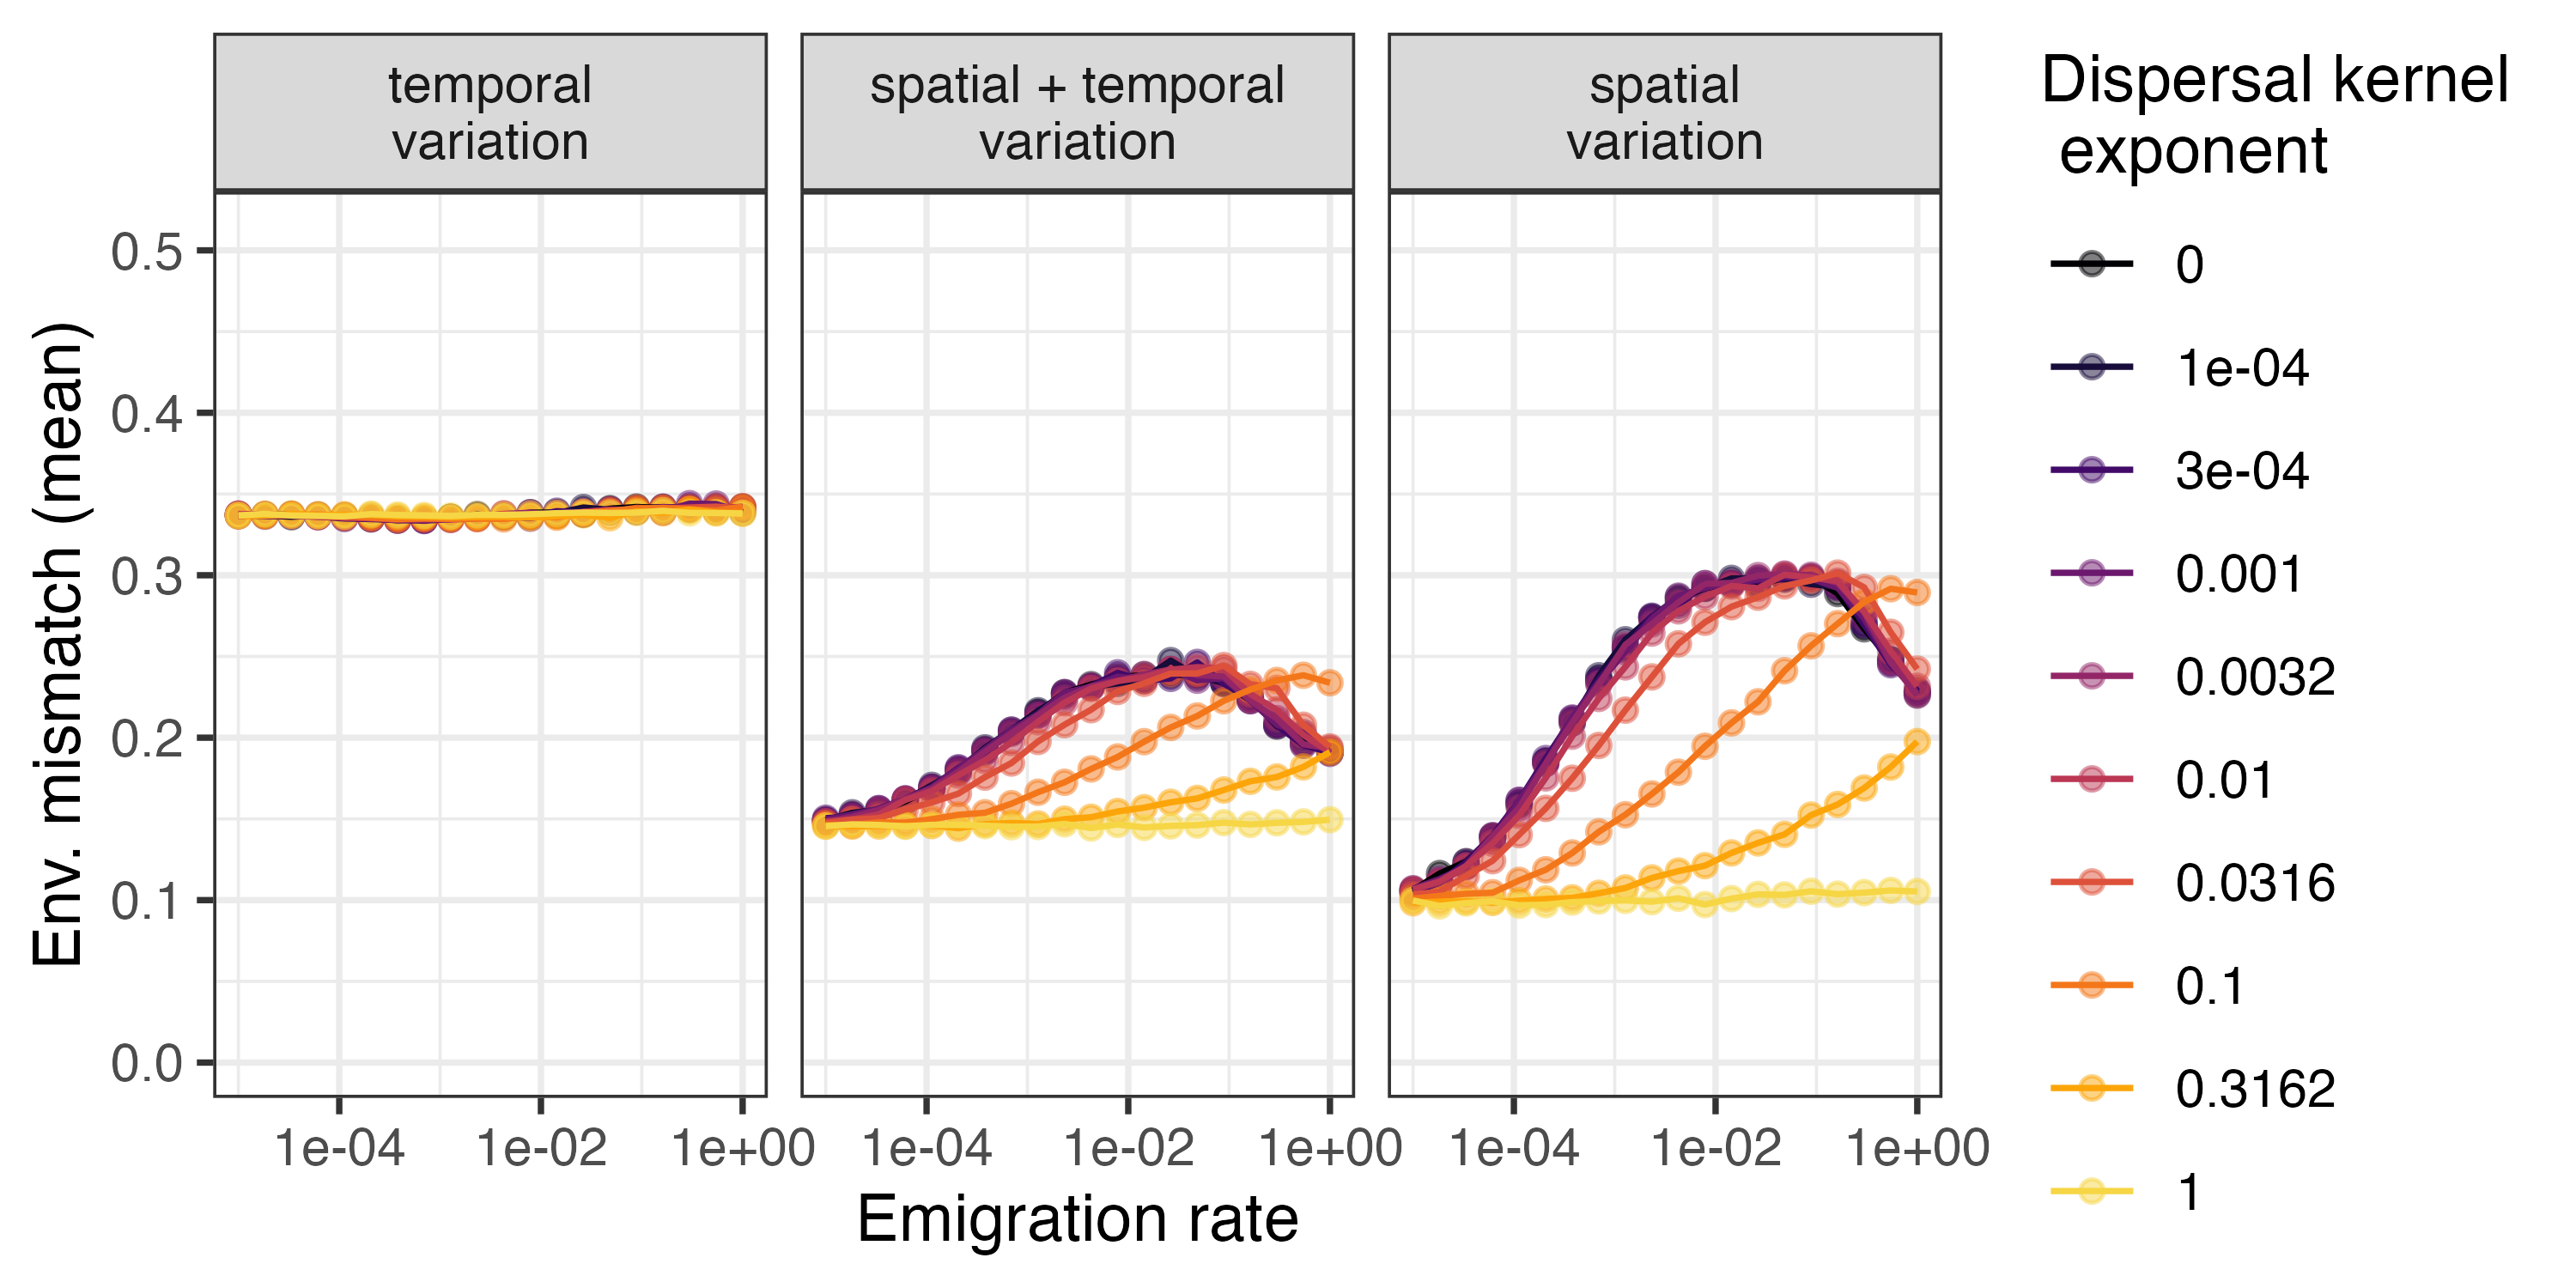 temporal
variation
spatial + temporal
variation
spatial
variation
Dispersal kernel
exponent
0
1e-04
3e-04
0.001
0.0032
0.01
0.0316
0.1
0.3162
1
Env. mismatch (mean)
0.5
0.4
0.3
0.2
0.1
0.0
1e-04 1e-02 1e+00 1e-04 1e-02 1e+00 1e-04 1e-02 1e+00
Emigration rate